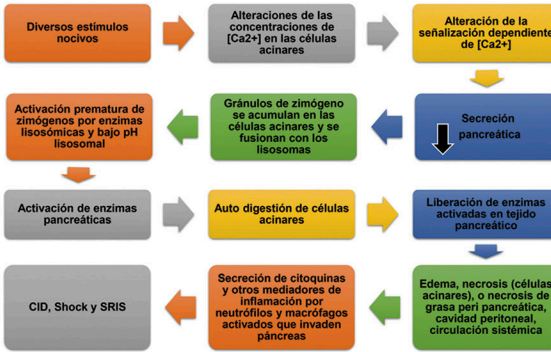 Diversos estímulos
nocivos
Alteraciones de las
concentraciones de
[Ca2+] en las células
acinares
Alteración de la
señalización dependiente
de [Ca2+]
Secreción
pancreática
Gránulos de zimógeno
se acumulan en las
células acinares y se
fusionan con los
lisosomas
Activación prematura de
zimógenos por enzimas
lisosómicas y bajo pH
lisosomal
Activación de enzimas
pancreáticas
Auto digestión de células
acinares
Liberación de enzimas
activadas en tejido
pancreático
Edema, necrosis (células
acinares), o necrosis de
grasa peri pancreática,
cavidad peritoneal,
circulación sistémica
Secreción de citoquinas
y otros mediadores de
inflamación por
neutrófilos y macrófagos
activados que invaden
páncreas
CID, Shock y SRIS